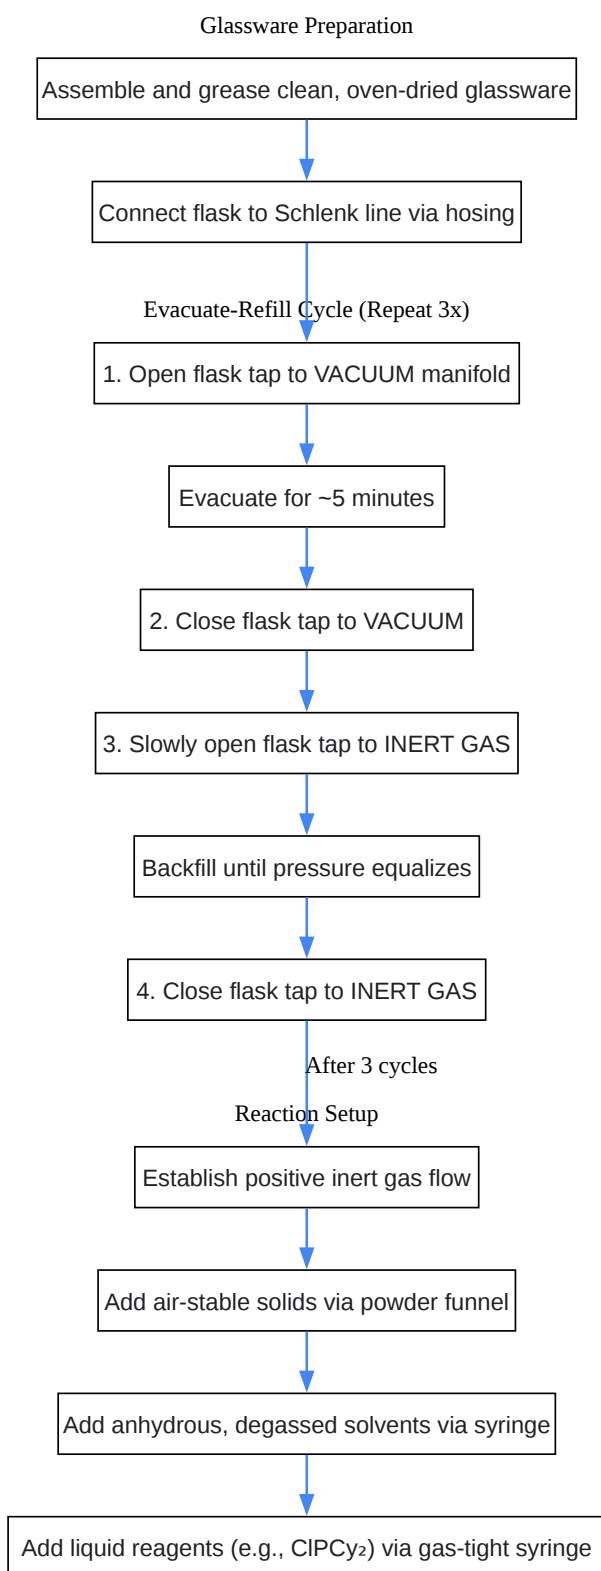 Glassware Preparation
Assemble and grease clean, oven-dried glassware
Connect flask to Schlenk line via hosing
Evacuate-Refill Cycle (Repeat 3x)
1. Open flask tap to VACUUM manifold
Evacuate for ~5 minutes
2. Close flask tap to VACUUM
3. Slowly open flask tap to INERT GAS
Backfill until pressure equalizes
4. Close flask tap to INERT GAS
After 3 cycles
Reaction Setup
Establish positive inert gas flow
Add air-stable solids via powder funnel
Add anhydrous, degassed solvents via syringe
Add liquid reagents (e.g., ClPCy₂) via gas-tight syringe